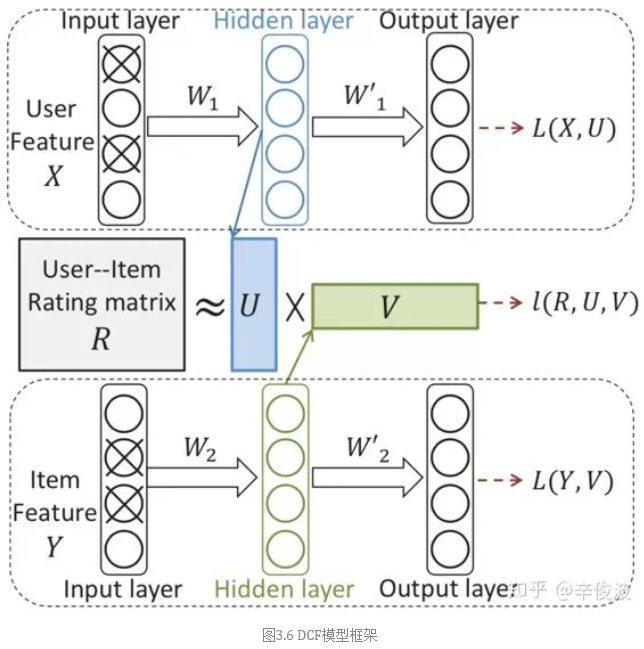 Input layer
Hidden layer
Output layer
User
Feature
X
W₁
W'₁
L(X, U)
User--Item
Rating matrix
R
≈
U
X
V
l(R, U, V)
Item
Feature
Y
W₂
W'₂
L(Y, V)
Input layer
Hidden layer
Output layer
知乎 @辛俊波
图3.6 DCF模型框架